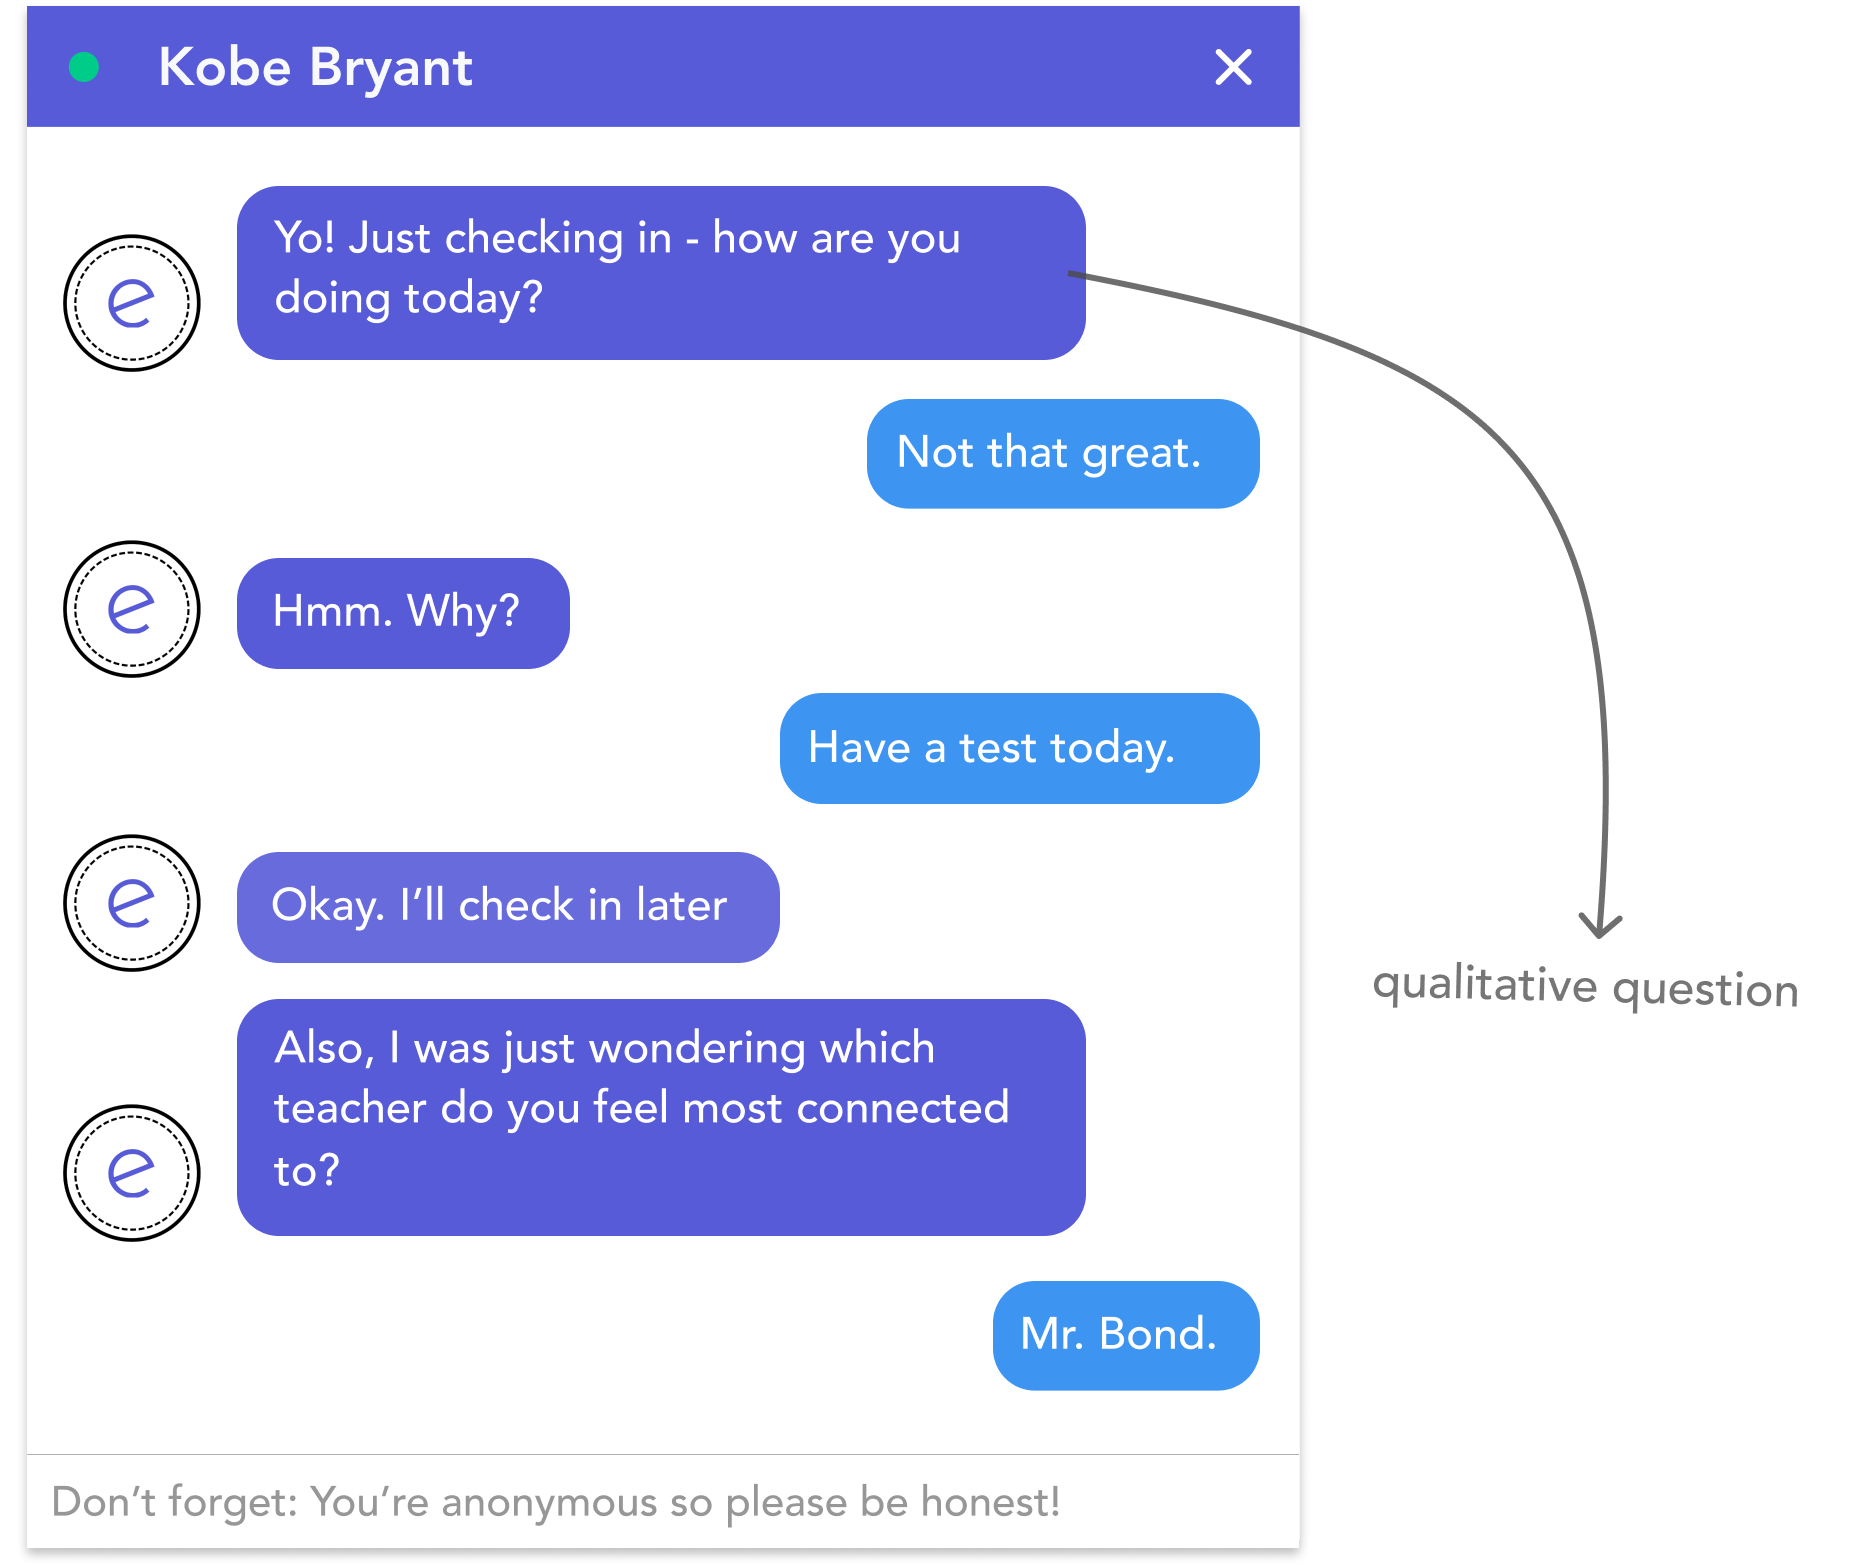 Kobe Bryant
Yo! Just checking in - how are you
doing today?
Not that great.
e
Hmm. Why?
e
Have a test today.
Okay. I’ll check in later
e
qualitative question
Also, I was just wondering which
teacher do you feel most connected
to?
e
Mr. Bond.
Don’t forget: You’re anonymous so please be honest!